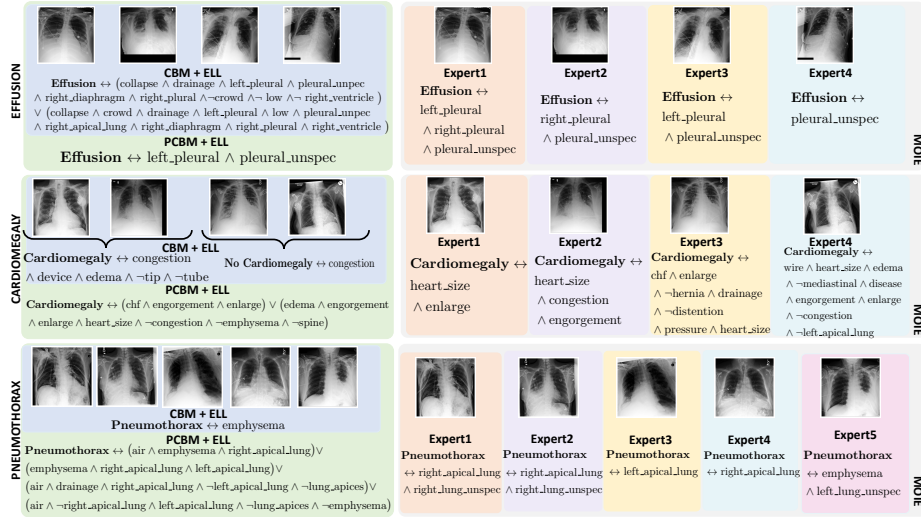 EFFUSION
CBM + ELL
Effusion ↔ (collapse ∧ drainage ∧ left_pleural ∧ pleural_unpec
∧ right_diaphragm ∧ right_plural ∧¬crowd ∧¬ low ∧¬ right_ventricle )
∨ (collapse ∧ crowd ∧ drainage ∧ left_pleural ∧ low ∧ pleural_unpec
∧ right_apical_lung ∧ right_diaphragm ∧ right_pleural ∧ right_ventricle )
PCBM + ELL
Effusion ↔ left_pleural ∧ pleural_unspec
Expert1
Effusion ↔
left_pleural
∧ right_pleural
∧ pleural_unspec
Expert2
Effusion ↔
right_pleural
∧ pleural_unspec
Expert3
Effusion ↔
left_pleural
∧ pleural_unspec
Expert4
Effusion ↔
pleural_unspec
MOIE
CARDIOMEGALY
CBM + ELL
Cardiomegaly ↔ congestion
∧ device ∧ edema ∧ ¬tip ∧ ¬tube
No Cardiomegaly ↔ congestion
PCBM + ELL
Cardiomegaly ↔ (chf ∧ engorgement ∧ enlarge) ∨ (edema ∧ engorgement
∧ enlarge ∧ heart_size ∧ ¬congestion ∧ ¬emphysema ∧ ¬spine)
Expert1
Cardiomegaly ↔
heart_size
∧ enlarge
Expert2
Cardiomegaly ↔
heart_size
∧ congestion
∧ engorgement
Expert3
Cardiomegaly ↔
chf ∧ enlarge
∧ ¬hernia ∧ drainage
∧ ¬distention
∧ pressure ∧ heart_size
Expert4
Cardiomegaly ↔
wire ∧ heart_size ∧ edema
∧ ¬mediastinal ∧ disease
∧ engorgement ∧ enlarge
∧ ¬congestion
∧ ¬left_apical_lung
MOIE
PNEUMOTHORAX
CBM + ELL
Pneumothorax ↔ emphysema
PCBM + ELL
Pneumothorax ↔ (air ∧ emphysema ∧ right_apical_lung)∨
(emphysema ∧ right_apical_lung ∧ left_apical_lung)∨
(air ∧ drainage ∧ right_apical_lung ∧ ¬left_apical_lung ∧ ¬lung_apices)∨
(air ∧ ¬right_apical_lung ∧ left_apical_lung ∧ ¬lung_apices ∧ ¬emphysema)
Expert1
Pneumothorax
↔ right_apical_lung
∧ right_lung_unspec
Expert2
Pneumothorax
↔ right_apical_lung
∧ right_lung_unspec
Expert3
Pneumothorax
↔ left_apical_lung
Expert4
Pneumothorax
↔ right_apical_lung
Expert5
Pneumothorax
↔ emphysema
∧ left_lung_unspec
MOIE